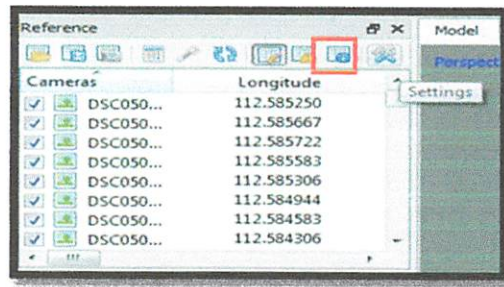 Reference
Model
Perspect
Cameras Longitude
Settings
DSC050... 112.585250
DSC050... 112.585667
DSC050... 112.585722
DSC050... 112.585583
DSC050... 112.585306
DSC050... 112.584944
DSC050... 112.584583
DSC050... 112.584306